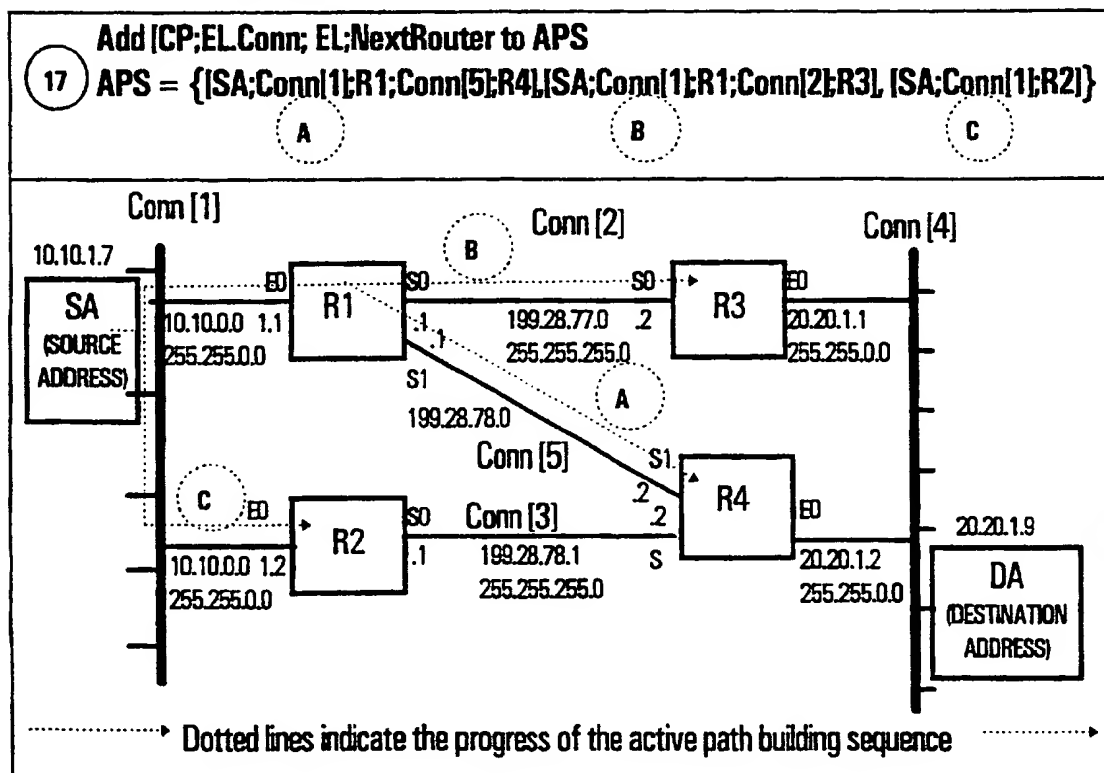 Add [CP;EL.Conn; EL;NextRouter to APS
17
APS = {[SA;Conn[1];R1;Conn[5];R4],[SA;Conn[1];R1;Conn[2];R3], [SA;Conn[1];R2]}
A
B
C
Conn [1]
Conn [2]
Conn [4]
10.10.1.7
B
SA
(SOURCE
ADDRESS)
E0
R1
S0
S0
R3
E0
10.10.0.0 1.1
255.255.0.0
.1
.1
199.28.77.0
.2
255.255.255.0
20.20.1.1
255.255.0.0
S1
A
199.28.78.0
Conn [5]
S1
.2
R4
E0
C
E0
R2
S0
Conn [3]
.2
20.20.1.9
10.10.0.0 1.2
255.255.0.0
.1
199.28.78.1
255.255.255.0
S
20.20.1.2
255.255.0.0
DA
(DESTINATION
ADDRESS)
Dotted lines indicate the progress of the active path building sequence